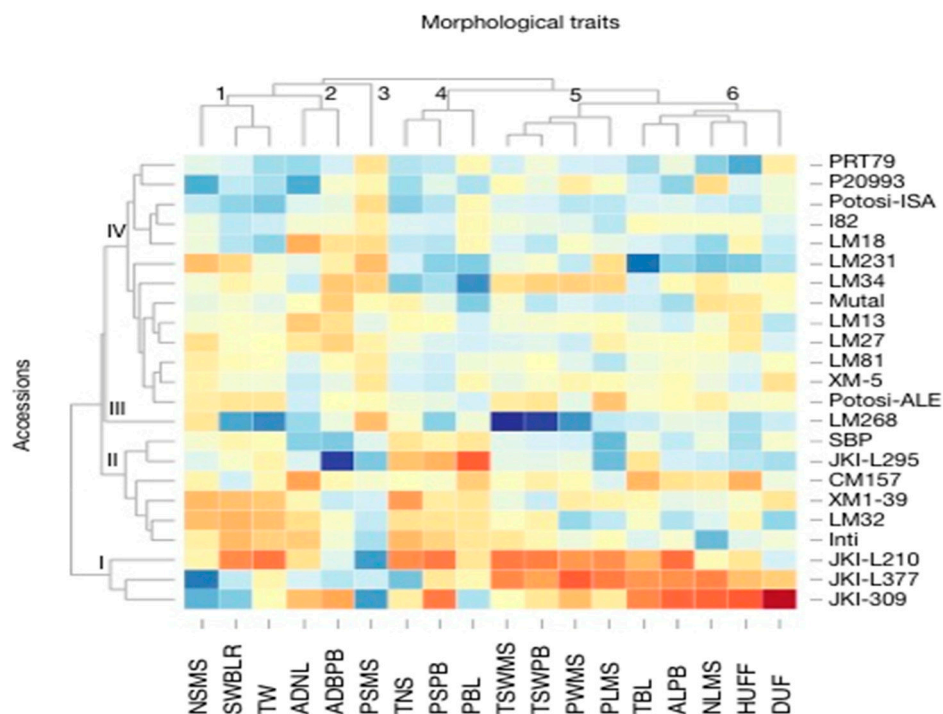 Morphological traits
1 2 3 4 5 6
PRT79
P20993
Potosi-ISA
I82
IV
LM18
LM231
LM34
Mutal
LM13
LM27
LM81
XM-5
Potosi-ALE
III
LM268
SBP
II
JKI-L295
CM157
XM1-39
LM32
Inti
I
JKI-L210
JKI-L377
JKI-309
Accessions
NSMS
SWBLR
TW
ADNL
ADBPB
PSMS
TNS
PSPB
PBL
TSWMS
TSWPB
PWMS
PLMS
TBL
ALPB
NLMS
HUFF
DUF